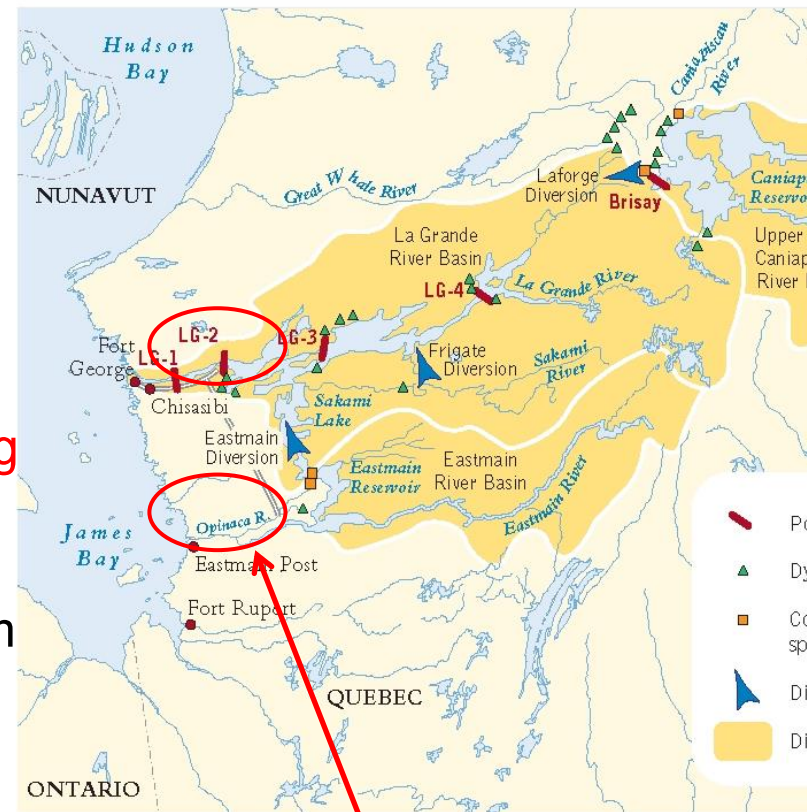 Hudson
Bay
Caniapiscau
River
NUNAVUT
Great Whale River
Laforge
Diversion
Brisay
Caniap
Reservo
Upper
Caniap
River
La Grande
River Basin
LG-4
La Grande River
LG-2
LG-3
LG-1
Fort
George
Chisasibi
Frigate
Diversion
Sakami
River
Sakami
Lake
Eastmain
Diversion
Eastmain
Reservoir
Eastmain
River Basin
Eastmain River
g
Opinaca R.
James
Bay
Eastmain Post
Fort Rupert
n
QUEBEC
ONTARIO
Po
Dy
Co
sp
Di
Di